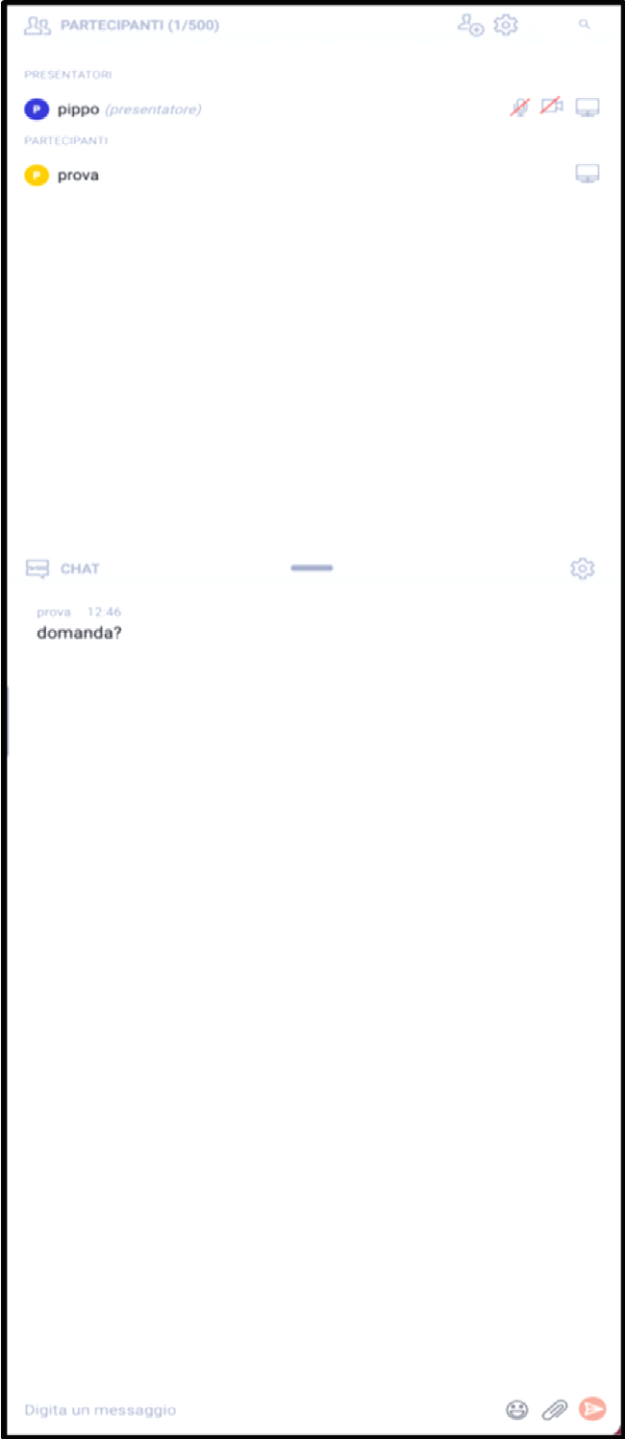 PARTECIPANTI (1/500)
PRESENTATORI
P pippo (presentatore)
PARTECIPANTI
P prova
CHAT
prova 12:46
domanda?
Digita un messaggio